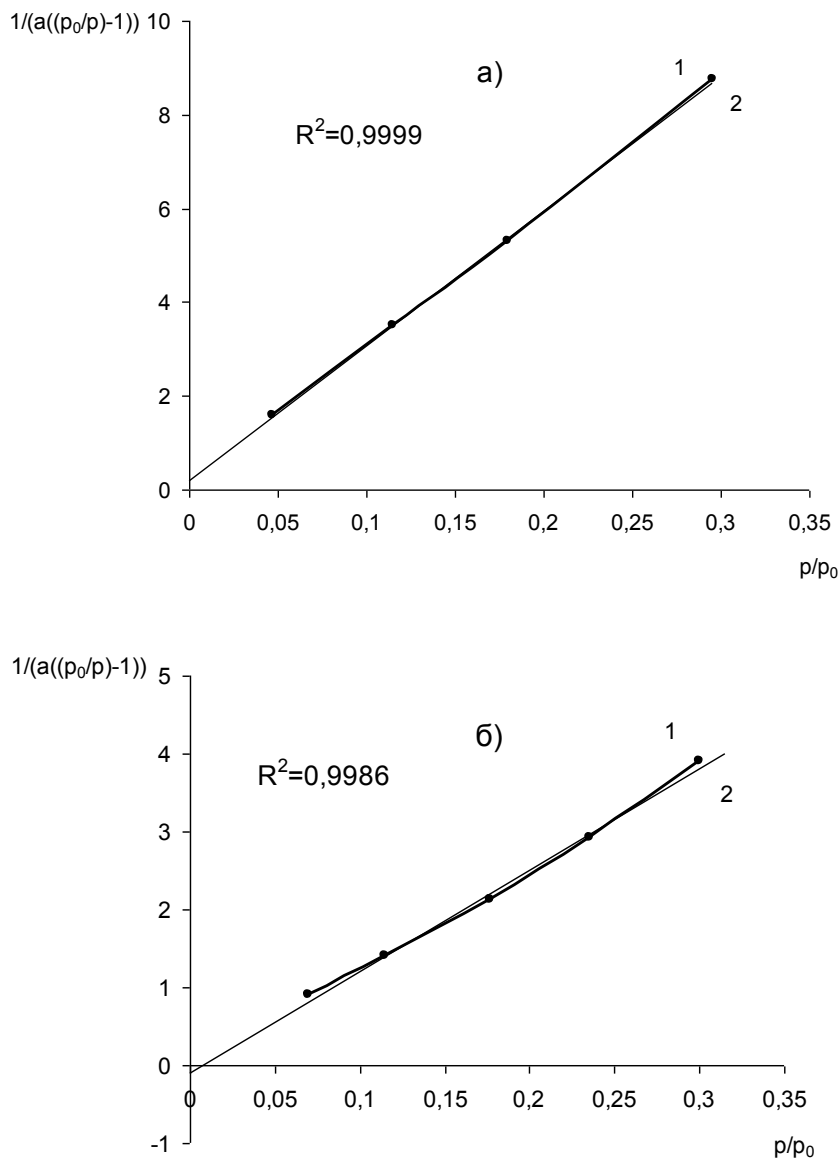 1/(a((p₀/p)-1)) 10
а)
1
2
R²=0,9999
8
6
4
2
0
0 0,05 0,1 0,15 0,2 0,25 0,3 0,35
p/p₀
1/(a((p₀/p)-1)) 5
б)
1
R²=0,9986
2
4
3
2
1
0
0 0,05 0,1 0,15 0,2 0,25 0,3 0,35
-1
p/p₀